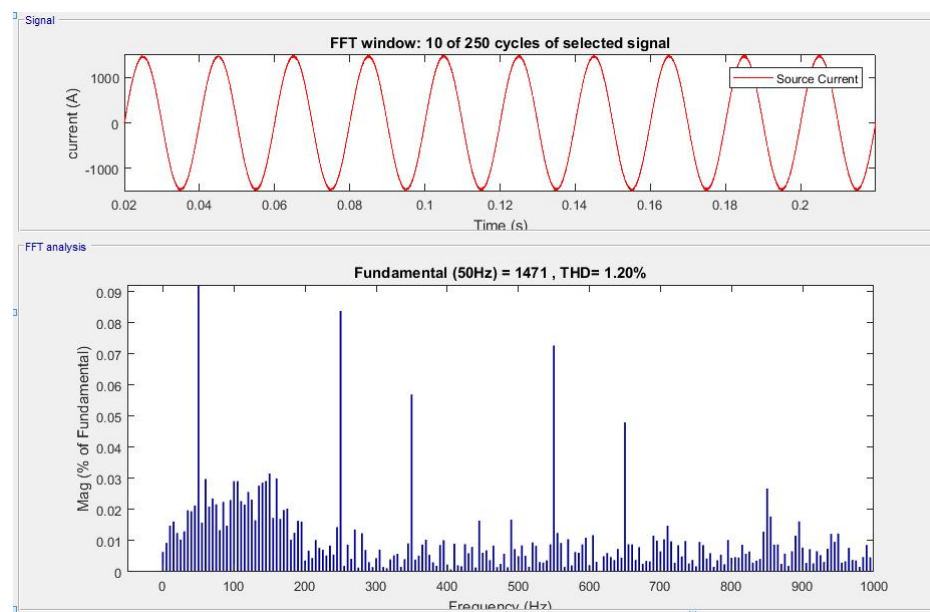 Signal
FFT window: 10 of 250 cycles of selected signal
Source Current
current (A)
1000
0
-1000
0.02 0.04 0.06 0.08 0.1 0.12 0.14 0.16 0.18 0.2
Time (s)
FFT analysis
Fundamental (50Hz) = 1471 , THD= 1.20%
Mag (% of Fundamental)
0.09
0.08
0.07
0.06
0.05
0.04
0.03
0.02
0.01
0
0 100 200 300 400 500 600 700 800 900 1000
Frequency (Hz)